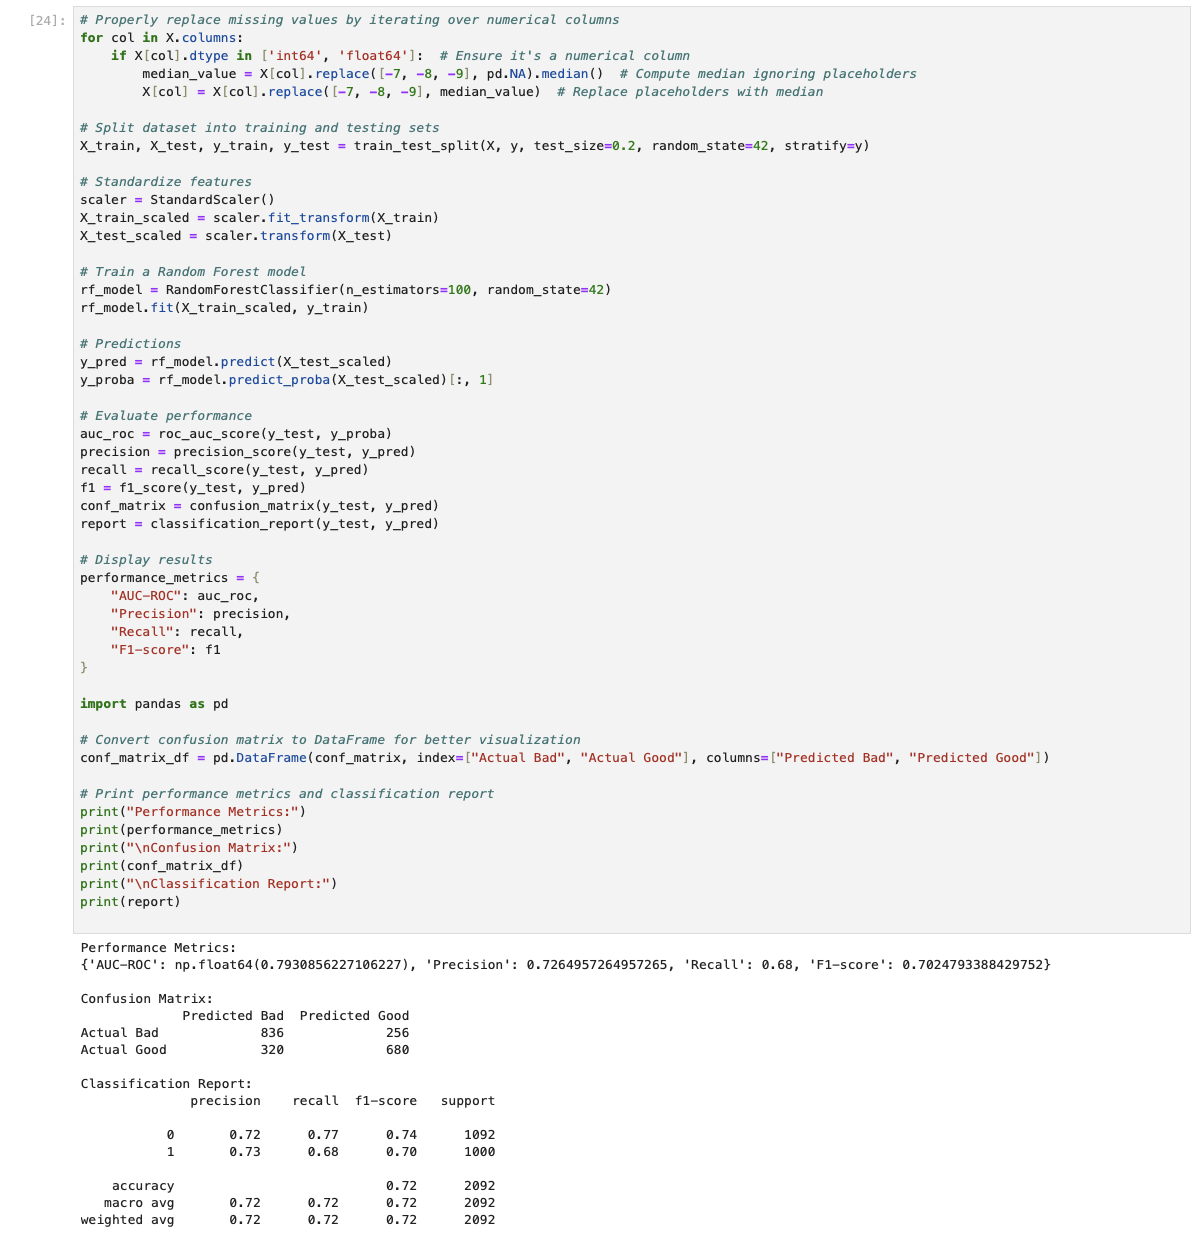 [24]:
# Properly replace missing values by iterating over numerical columns
for col in X.columns:
    if X[col].dtype in ['int64', 'float64']:  # Ensure it's a numerical column
        median_value = X[col].replace([-7, -8, -9], pd.NA).median()  # Compute median ignoring placeholders
        X[col] = X[col].replace([-7, -8, -9], median_value)  # Replace placeholders with median

# Split dataset into training and testing sets
X_train, X_test, y_train, y_test = train_test_split(X, y, test_size=0.2, random_state=42, stratify=y)

# Standardize features
scaler = StandardScaler()
X_train_scaled = scaler.fit_transform(X_train)
X_test_scaled = scaler.transform(X_test)

# Train a Random Forest model
rf_model = RandomForestClassifier(n_estimators=100, random_state=42)
rf_model.fit(X_train_scaled, y_train)

# Predictions
y_pred = rf_model.predict(X_test_scaled)
y_proba = rf_model.predict_proba(X_test_scaled)[:, 1]

# Evaluate performance
auc_roc = roc_auc_score(y_test, y_proba)
precision = precision_score(y_test, y_pred)
recall = recall_score(y_test, y_pred)
f1 = f1_score(y_test, y_pred)
conf_matrix = confusion_matrix(y_test, y_pred)
report = classification_report(y_test, y_pred)

# Display results
performance_metrics = {
    "AUC-ROC": auc_roc,
    "Precision": precision,
    "Recall": recall,
    "F1-score": f1
}

import pandas as pd

# Convert confusion matrix to DataFrame for better visualization
conf_matrix_df = pd.DataFrame(conf_matrix, index=["Actual Bad", "Actual Good"], columns=["Predicted Bad", "Predicted Good"])

# Print performance metrics and classification report
print("Performance Metrics:")
print(performance_metrics)
print("\nConfusion Matrix:")
print(conf_matrix_df)
print("\nClassification Report:")
print(report)

Performance Metrics:
{'AUC-ROC': np.float64(0.7930856227106227), 'Precision': 0.7264957264957265, 'Recall': 0.68, 'F1-score': 0.7024793388429752}

Confusion Matrix:
             Predicted Bad  Predicted Good
Actual Bad             836             256
Actual Good            320             680

Classification Report:
              precision    recall  f1-score   support

           0       0.72      0.77      0.74      1092
           1       0.73      0.68      0.70      1000

    accuracy                           0.72      2092
   macro avg       0.72      0.72      0.72      2092
weighted avg       0.72      0.72      0.72      2092